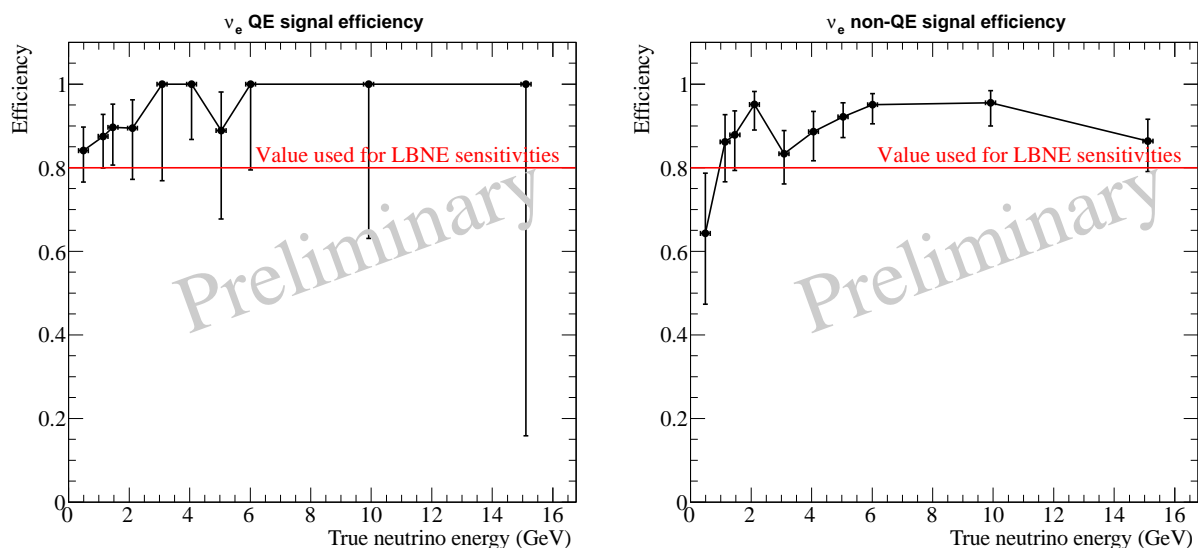 ν_e QE signal efficiency
Efficiency
1
0.8
0.6
0.4
0.2
0
Value used for LBNE sensitivities
Preliminary
0 2 4 6 8 10 12 14 16
True neutrino energy (GeV)
ν_e non-QE signal efficiency
Efficiency
1
0.8
0.6
0.4
0.2
0
Value used for LBNE sensitivities
Preliminary
0 2 4 6 8 10 12 14 16
True neutrino energy (GeV)